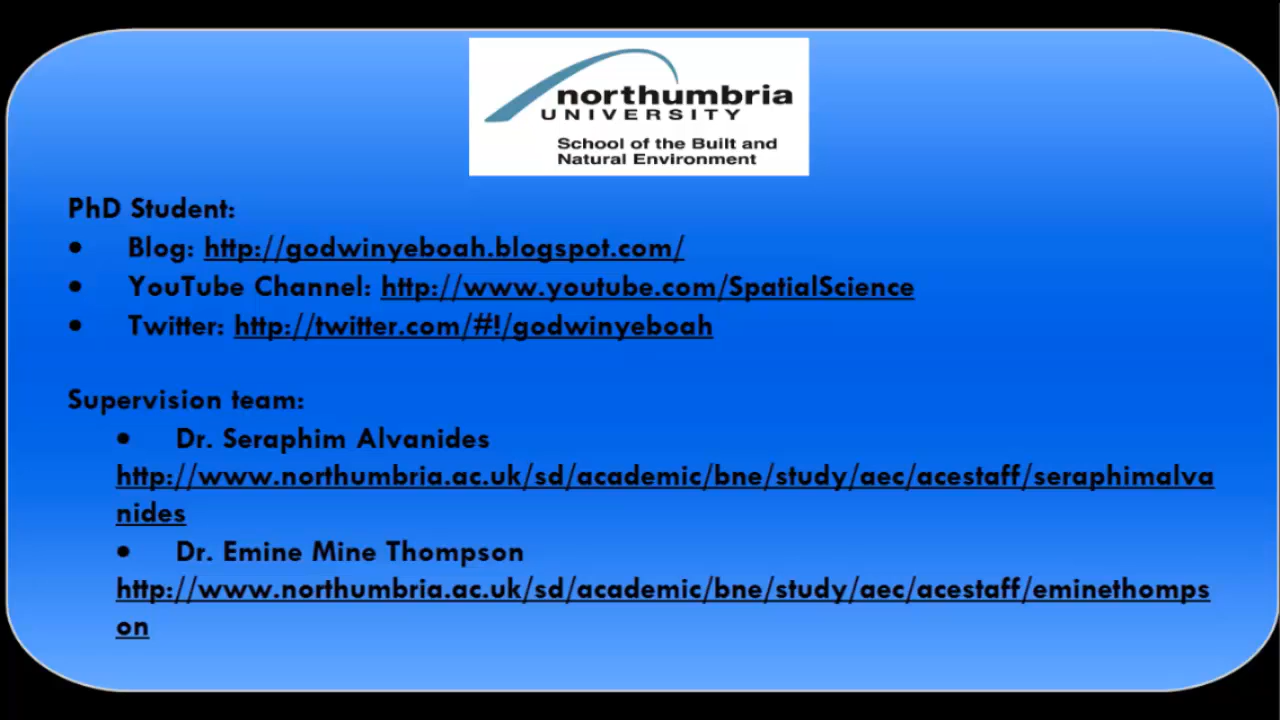 northumbria
UNIVERSITY
School of the Built and
Natural Environment
PhD Student:
• Blog: http://godwinyeboah.blogspot.com/
• YouTube Channel: http://www.youtube.com/SpatialScience
• Twitter: http://twitter.com/#!/godwinyeboah
Supervision team:
• Dr. Seraphim Alvanides
http://www.northumbria.ac.uk/sd/academic/bne/study/aec/acestaff/seraphimalva
nides
• Dr. Emine Mine Thompson
http://www.northumbria.ac.uk/sd/academic/bne/study/aec/acestaff/eminethomps
on